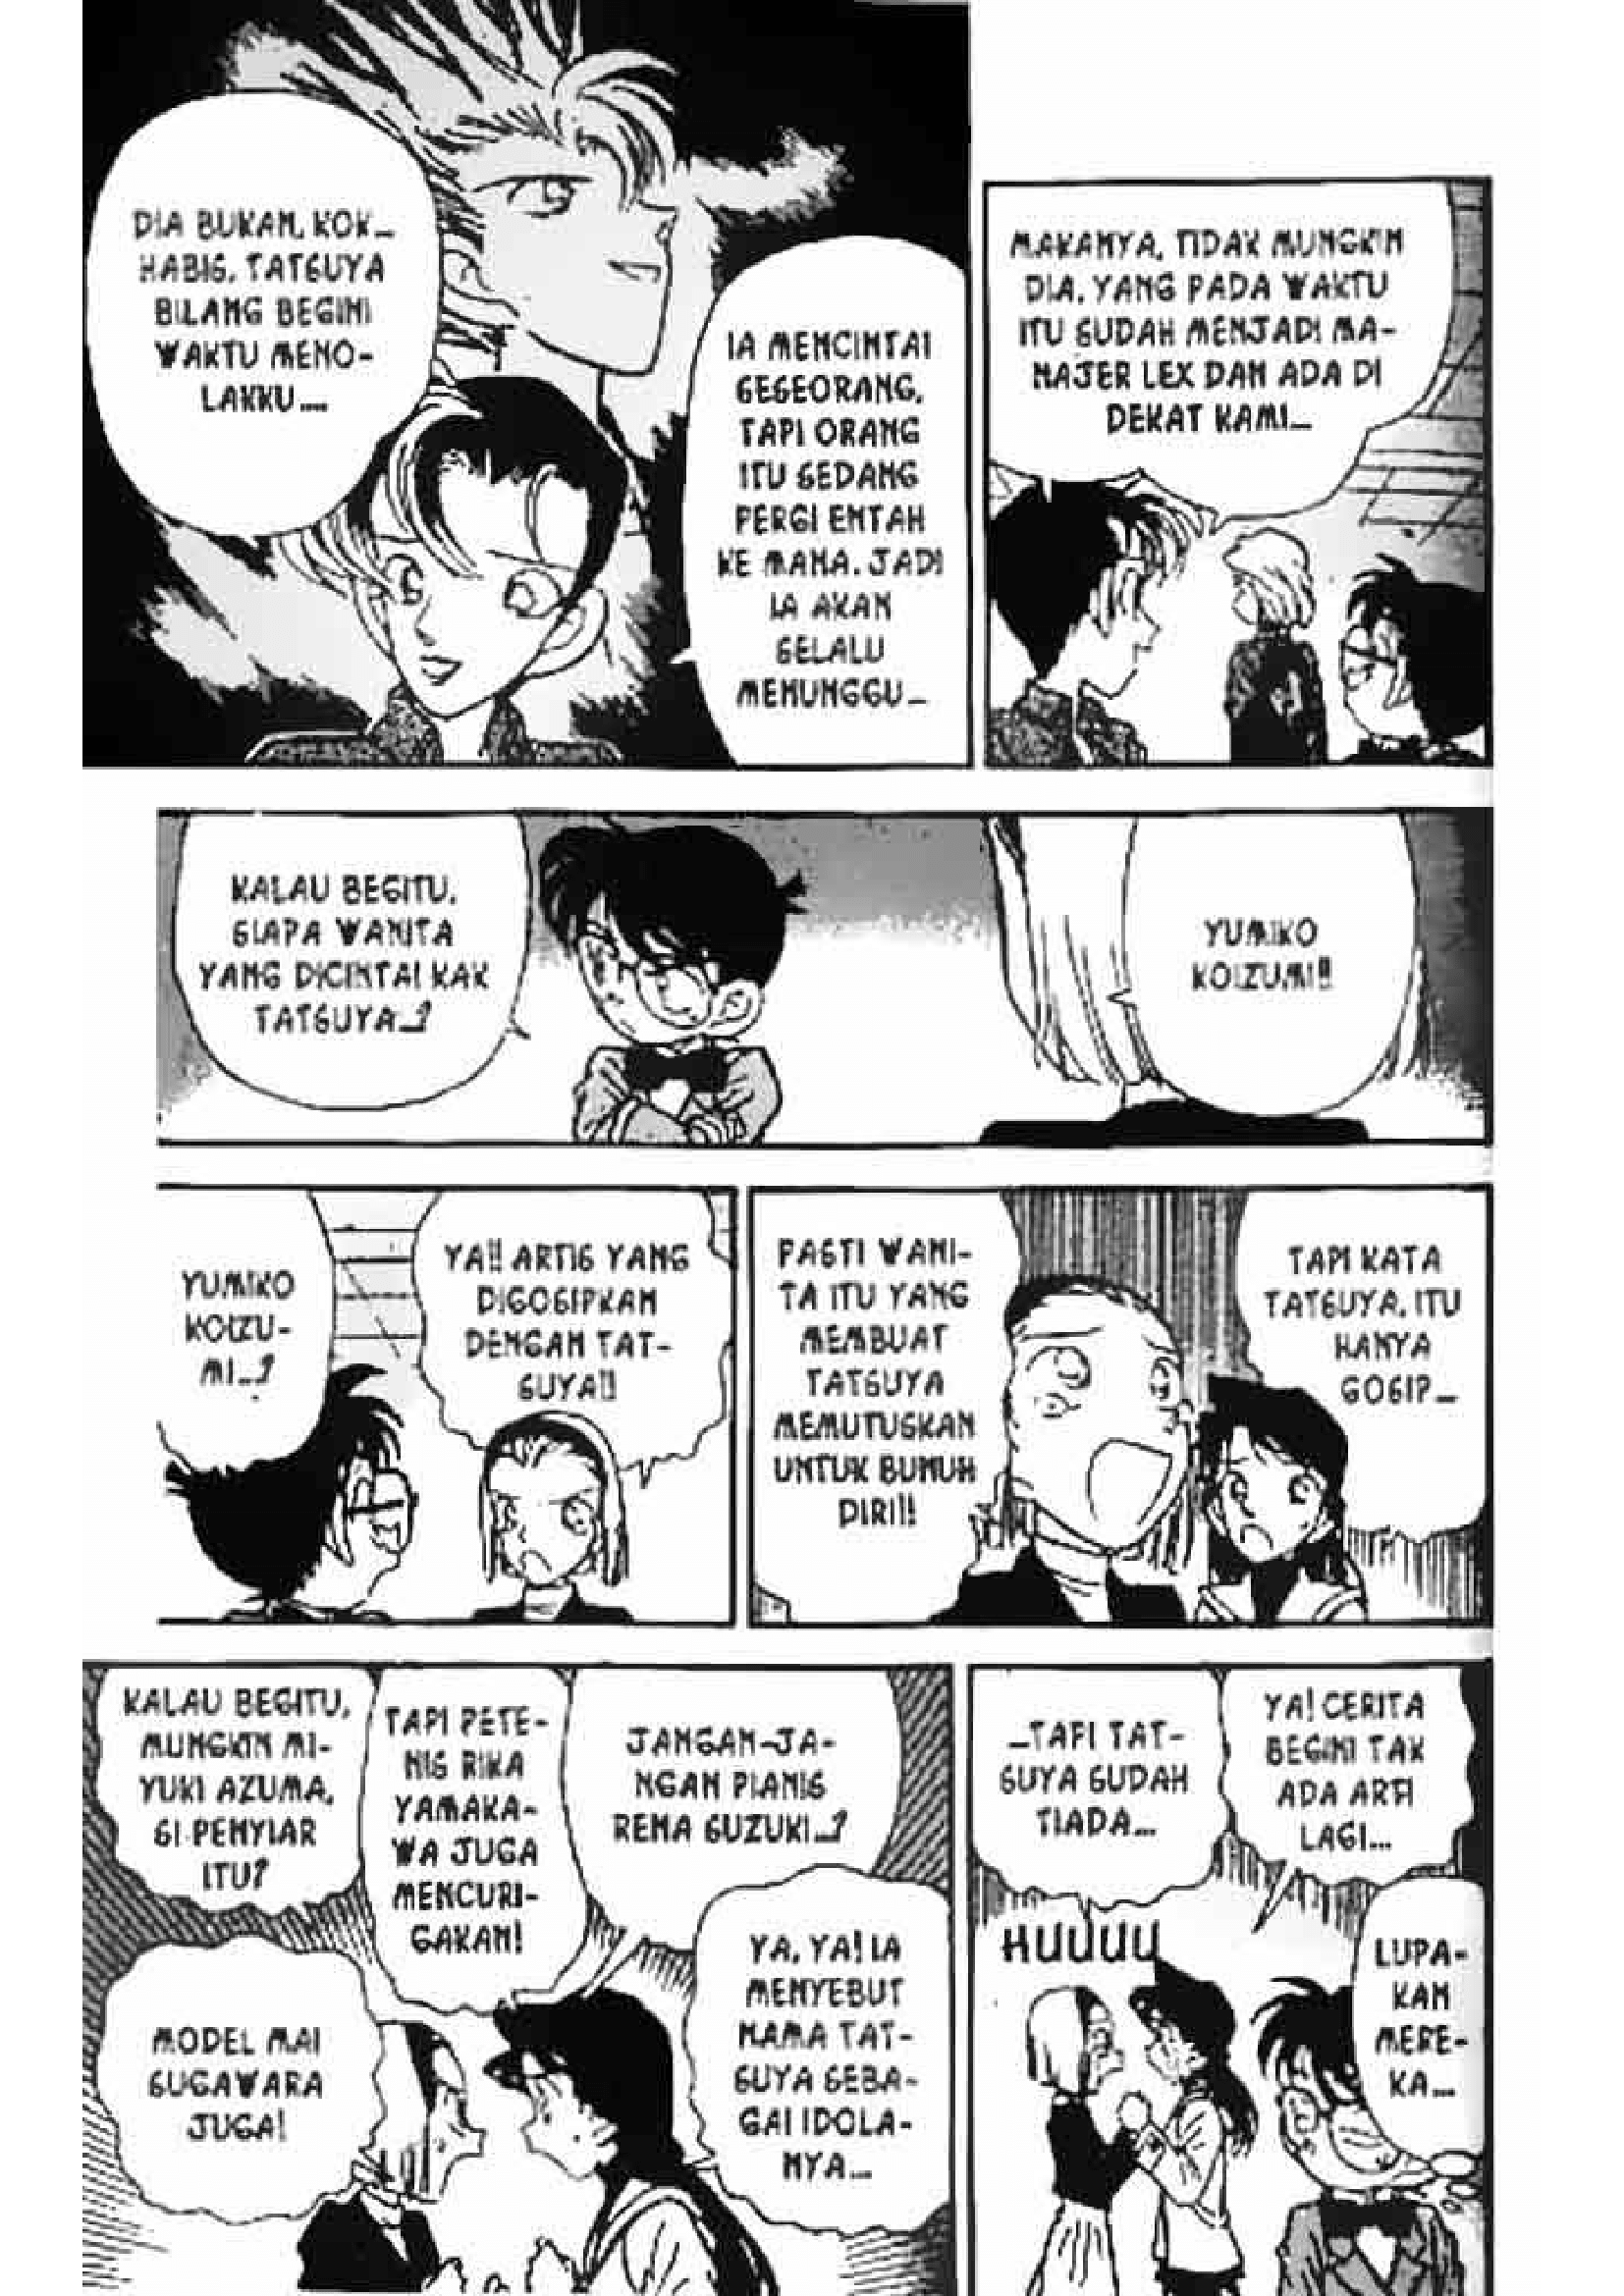 DIA BUKAN, KOK...
HABIS, TATSUYA
BILANG BEGINI
WAKTU MENO-
LAKKU....
IA MENCINTAI
SESEORANG,
TAPI ORANG
ITU SEDANG
PERGI ENTAH
KE MANA. JADI
IA AKAN
SELALU
MENUNGGU...
MAKANYA, TIDAK MUNGKIN
DIA, YANG PADA WAKTU
ITU SUDAH MENJADI MA-
NAJER LEX DAN ADA DI
DEKAT KAMI...
KALAU BEGITU,
SIAPA WANITA
YANG DICINTAI KAK
TATSUYA...?
YUMIKO
KOIZUMI!!
YUMIKO
KOIZU-
MI...?
YA!! ARTIS YANG
DIGOSIPKAN
DENGAN TAT-
SUYA!!
PASTI WANI-
TA ITU YANG
MEMBUAT
TATSUYA
MEMUTUSKAN
UNTUK BUNUH
DIRI!!
TAPI KATA
TATSUYA, ITU
HANYA
GOSIP...
KALAU BEGITU,
MUNGKIN MI-
YUKI AZUMA,
SI PENYIAR
ITU?
TAPI PETE-
NIS RIKA
YAMAKA-
WA JUGA
MENCURI-
GAKAN!
JANGAN-JA-
NGAN PIANIS
RENA SUZUKI...?
MODEL MAI
SUGAWARA
JUGA!
YA, YA! IA
MENYEBUT
NAMA TAT-
SUYA SEBA-
GAI IDOLA-
NYA...
...TAPI TAT-
SUYA SUDAH
TIADA...
YA! CERITA
BEGINI TAK
ADA ARTI
LAGI...
HUUUU
LUPA-
KAN
MERE-
KA...